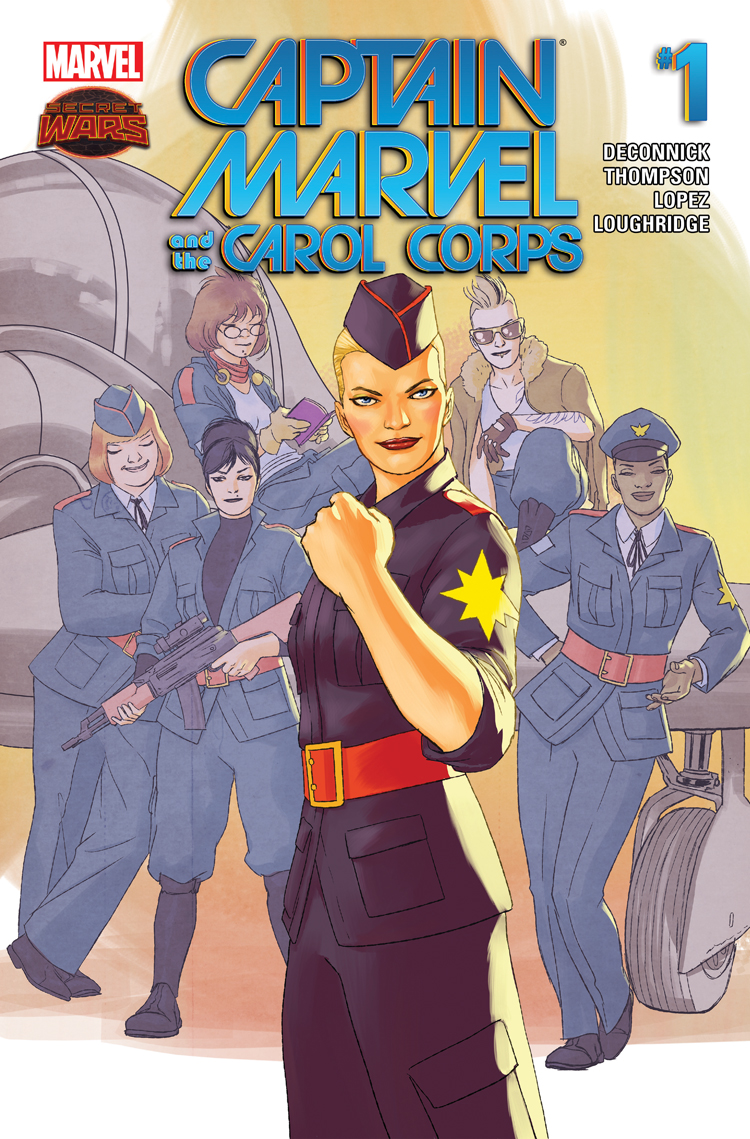 MARVEL
SECRET
WARS
CAPTAIN®
MARVEL
and the CAROL CORPS
#1
DECONNICK
THOMPSON
LOPEZ
LOUGHRIDGE